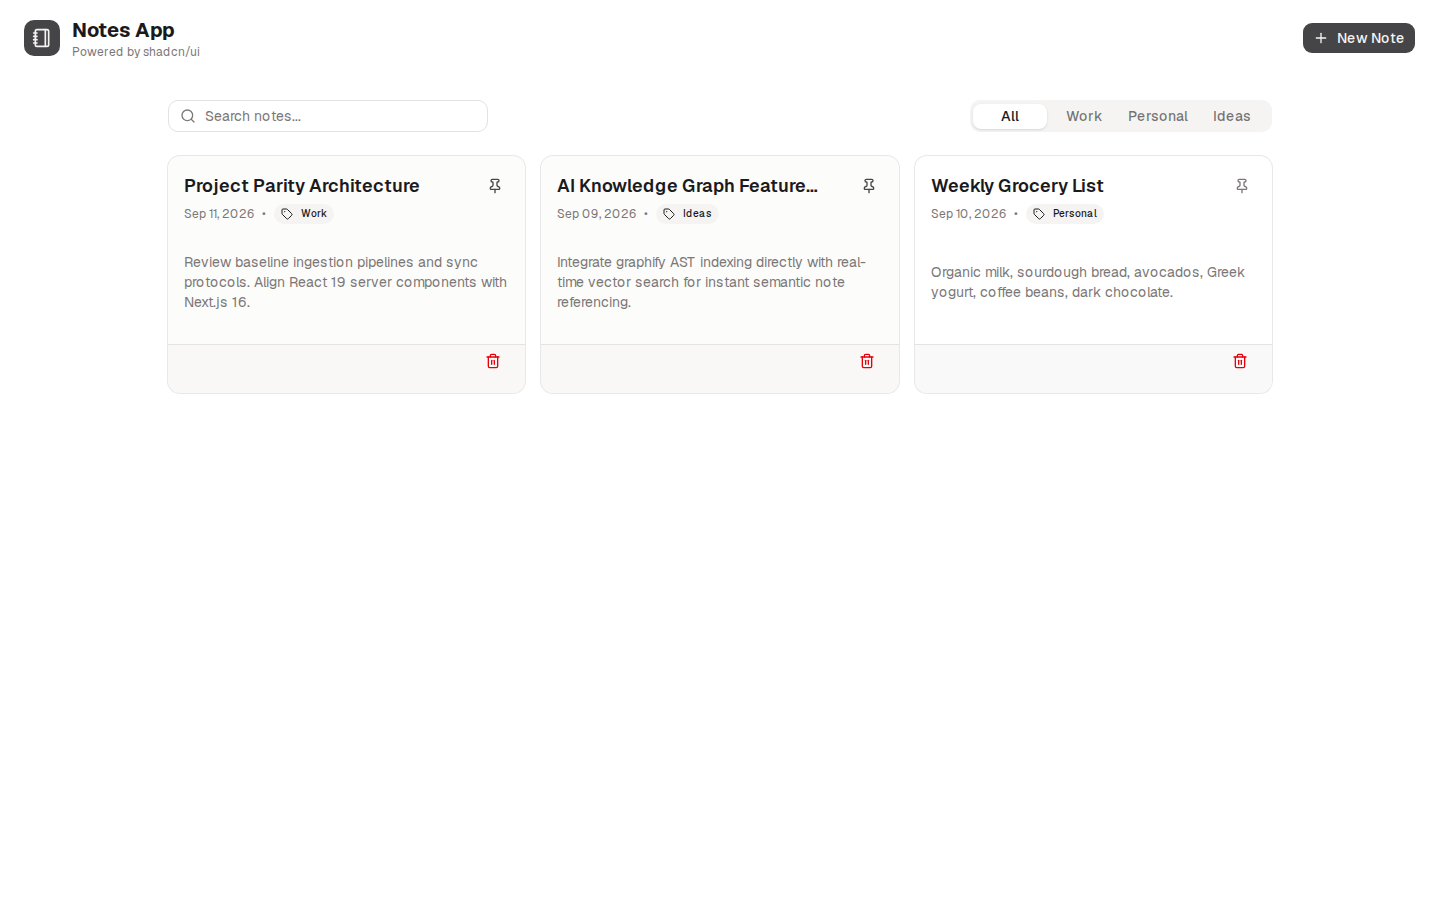 Notes App
Powered by shadcn/ui
New Note
Search notes...
All Work Personal Ideas
Project Parity Architecture
Sep 11, 2026 • Work
Review baseline ingestion pipelines and sync
protocols. Align React 19 server components with
Next.js 16.
AI Knowledge Graph Feature...
Sep 09, 2026 • Ideas
Integrate graphify AST indexing directly with real-
time vector search for instant semantic note
referencing.
Weekly Grocery List
Sep 10, 2026 • Personal
Organic milk, sourdough bread, avocados, Greek
yogurt, coffee beans, dark chocolate.